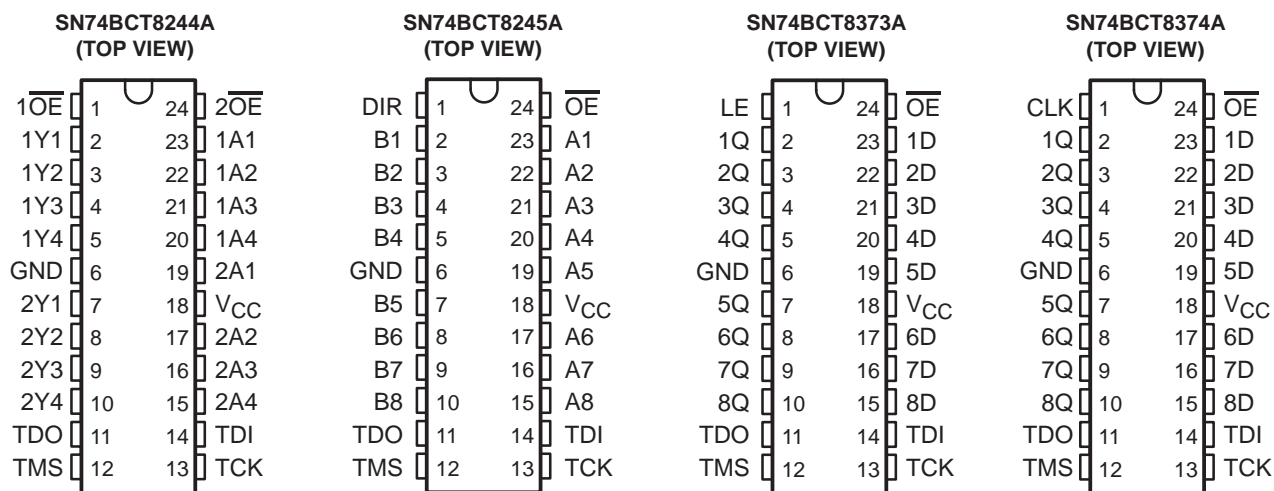 SN74BCT8244A
(TOP VIEW)
1OE 1 24 2OE
1Y1 2 23 1A1
1Y2 3 22 1A2
1Y3 4 21 1A3
1Y4 5 20 1A4
GND 6 19 2A1
2Y1 7 18 VCC
2Y2 8 17 2A2
2Y3 9 16 2A3
2Y4 10 15 2A4
TDO 11 14 TDI
TMS 12 13 TCK
SN74BCT8245A
(TOP VIEW)
DIR 1 24 OE
B1 2 23 A1
B2 3 22 A2
B3 4 21 A3
B4 5 20 A4
GND 6 19 A5
B5 7 18 VCC
B6 8 17 A6
B7 9 16 A7
B8 10 15 A8
TDO 11 14 TDI
TMS 12 13 TCK
SN74BCT8373A
(TOP VIEW)
LE 1 24 OE
1Q 2 23 1D
2Q 3 22 2D
3Q 4 21 3D
4Q 5 20 4D
GND 6 19 5D
5Q 7 18 VCC
6Q 8 17 6D
7Q 9 16 7D
8Q 10 15 8D
TDO 11 14 TDI
TMS 12 13 TCK
SN74BCT8374A
(TOP VIEW)
CLK 1 24 OE
1Q 2 23 1D
2Q 3 22 2D
3Q 4 21 3D
4Q 5 20 4D
GND 6 19 5D
5Q 7 18 VCC
6Q 8 17 6D
7Q 9 16 7D
8Q 10 15 8D
TDO 11 14 TDI
TMS 12 13 TCK